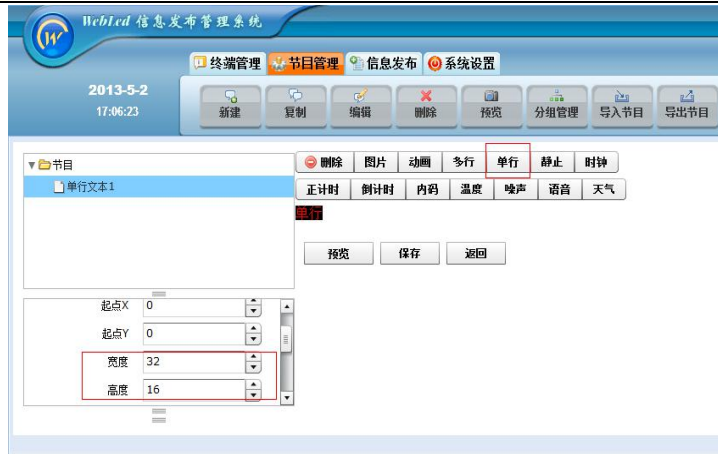 WebLed 信息发布管理系统
终端管理 节目管理 信息发布 系统设置
2013-5-2
17:06:23
新建 复制 编辑 删除 预览 分组管理 导入节目 导出节目
节目
单行文本1
删除 图片 动画 多行 单行 静止 时钟
正计时 倒计时 内码 温度 噪声 语音 天气
单行
预览 保存 返回
起点X 0
起点Y 0
宽度 32
高度 16